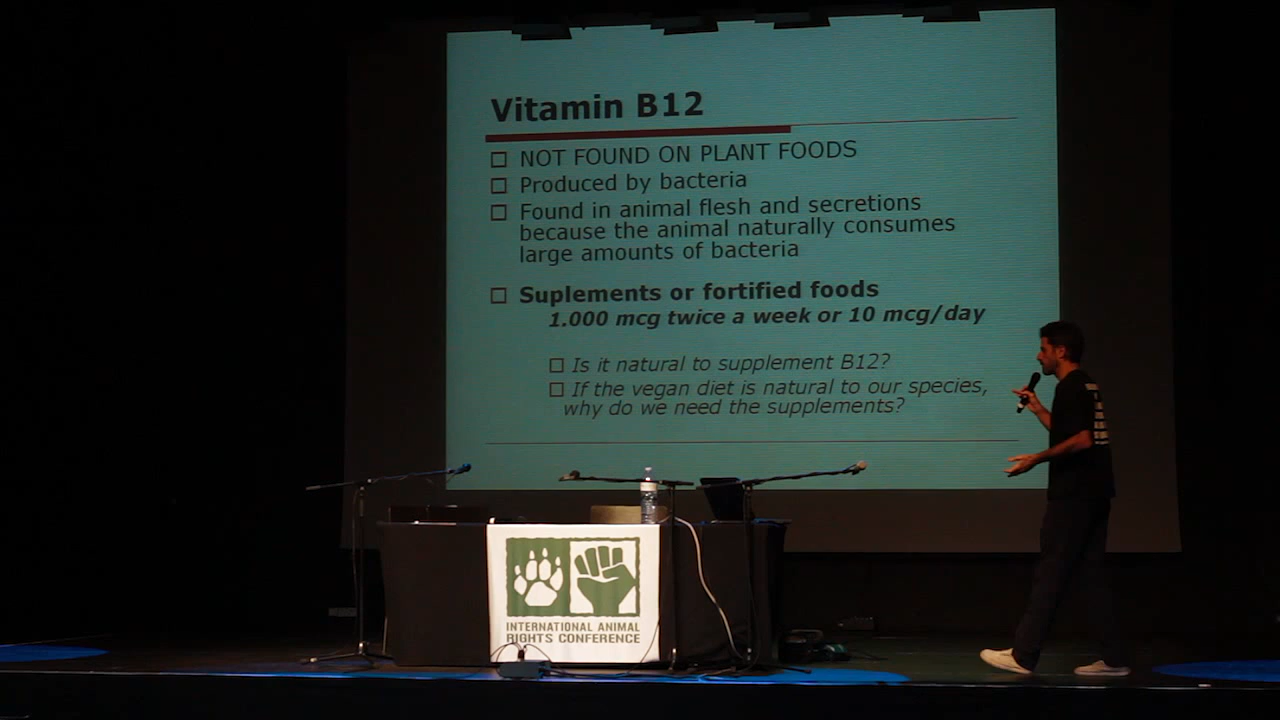 Vitamin B12
NOT FOUND ON PLANT FOODS
Produced by bacteria
Found in animal flesh and secretions
because the animal naturally consumes
large amounts of bacteria
Suplements or fortified foods
1.000 mcg twice a week or 10 mcg/day
Is it natural to supplement B12?
If the vegan diet is natural to our species,
why do we need the supplements?
INTERNATIONAL ANIMAL
RIGHTS CONFERENCE